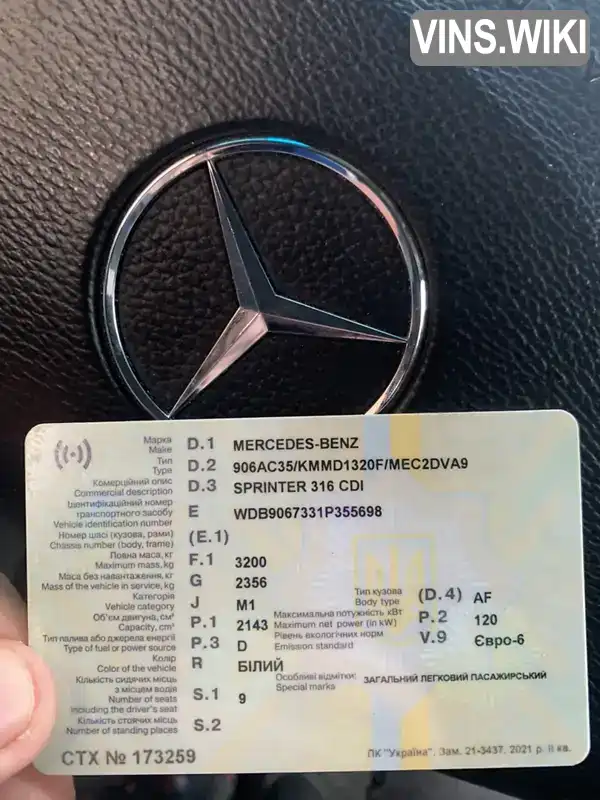 VINS.WIKI
Марка D.1 MERCEDES-BENZ
Make
Тип D.2 906AC35/KMMD1320F/MEC2DVA9
Type
Комерційний опис D.3 SPRINTER 316 CDI
Commercial description
Ідентифікаційний номер
транспортного засобу E WDB9067331P355698
Vehicle identification number
Номер шасі (кузова, рами) (E.1)
Chassis number (body, frame)
Повна маса, кг F.1 3200
Maximum mass, kg
Маса без навантаження, кг G 2356
Mass of the vehicle in service, kg
Категорія J M1 Тип кузова (D.4) AF
Vehicle category Body type
Об'єм двигуна, см³ P.1 2143 Максимальна потужність кВт P.2 120
Capacity, cm³ Maximum net power (in kW)
Тип палива або джерела енергії P.3 D Рівень екологічних норм V.9 Євро-6
Type of fuel or power source Emission standard
Колір R БІЛИЙ
Color of the vehicle
Особливі відмітки: ЗАГАЛЬНИЙ ЛЕГКОВИЙ ПАСАЖИРСЬКИЙ
Special marks
Кількість сидячих місць
з місцем водія S.1 9
Number of seats
including the driver's seat
Кількість стоячих місць S.2
Number of standing places
СТХ № 173259
ПК "Україна". Зам. 21-3437. 2021 р. II кв.